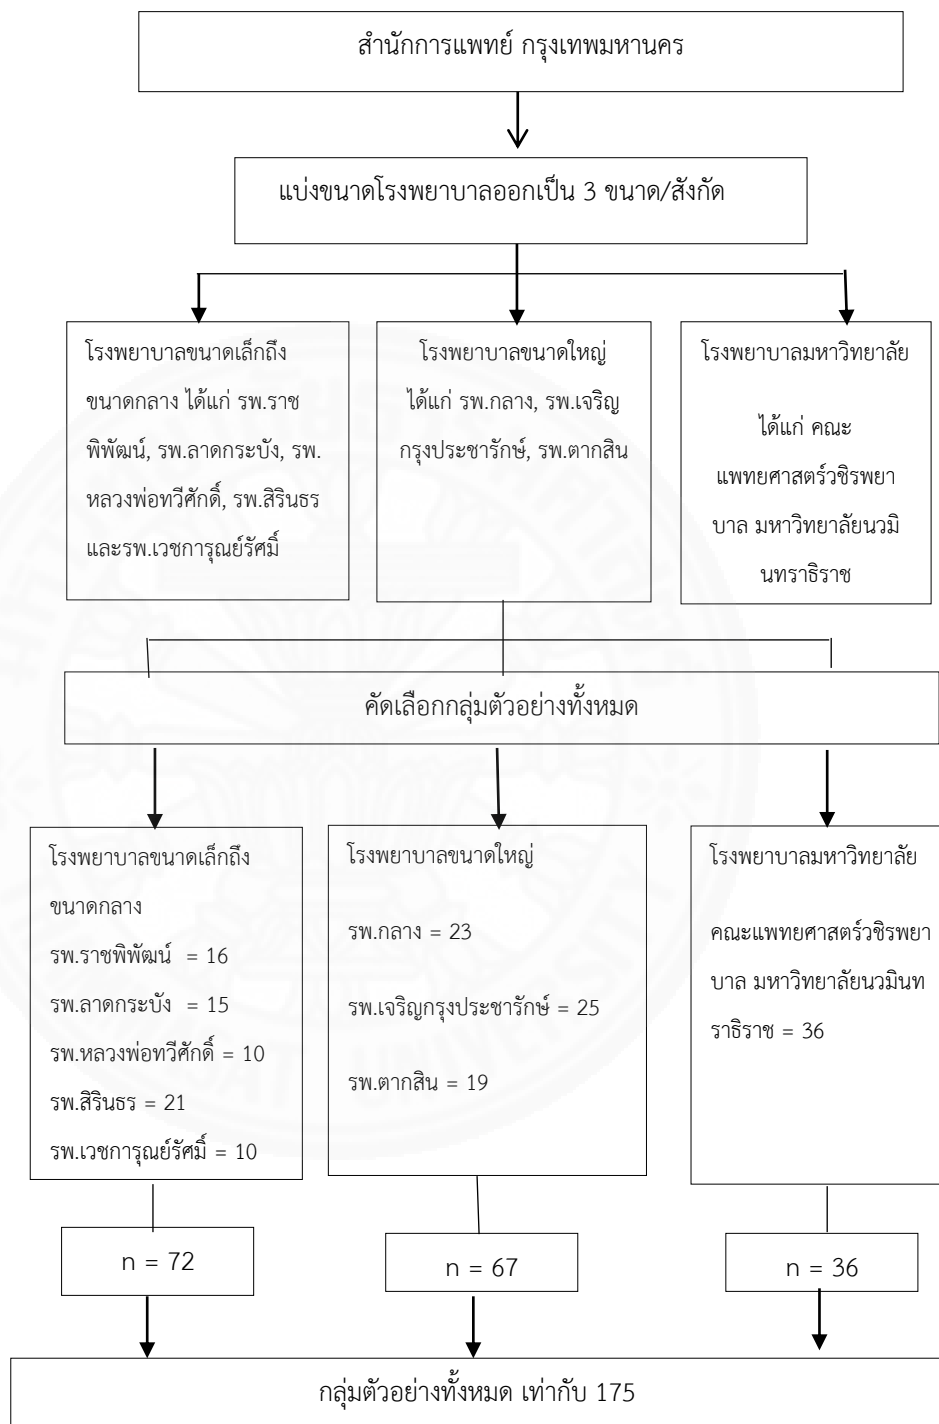 สำนักการแพทย์ กรุงเทพมหานคร
แบ่งขนาดโรงพยาบาลออกเป็น 3 ขนาด/สังกัด
โรงพยาบาลขนาดเล็กถึง
ขนาดกลาง ได้แก่ รพ.ราช
พิพัฒน์, รพ.ลาดกระบัง, รพ.
หลวงพ่อทวีศักดิ์, รพ.สิรินธร
และรพ.เวชการุณย์รัศมิ์
โรงพยาบาลขนาดใหญ่
ได้แก่ รพ.กลาง, รพ.เจริญ
กรุงประชารักษ์, รพ.ตากสิน
โรงพยาบาลมหาวิทยาลัย
ได้แก่ คณะ
แพทยศาสตร์วชิรพยา
บาล มหาวิทยาลัยนวมิ
นทราธิราช
คัดเลือกกลุ่มตัวอย่างทั้งหมด
โรงพยาบาลขนาดเล็กถึง
ขนาดกลาง
รพ.ราชพิพัฒน์ = 16
รพ.ลาดกระบัง = 15
รพ.หลวงพ่อทวีศักดิ์ = 10
รพ.สิรินธร = 21
รพ.เวชการุณย์รัศมิ์ = 10
โรงพยาบาลขนาดใหญ่
รพ.กลาง = 23
รพ.เจริญกรุงประชารักษ์ = 25
รพ.ตากสิน = 19
โรงพยาบาลมหาวิทยาลัย
คณะแพทยศาสตร์วชิรพยา
บาล มหาวิทยาลัยนวมินท
ราธิราช = 36
n = 72
n = 67
n = 36
กลุ่มตัวอย่างทั้งหมด เท่ากับ 175